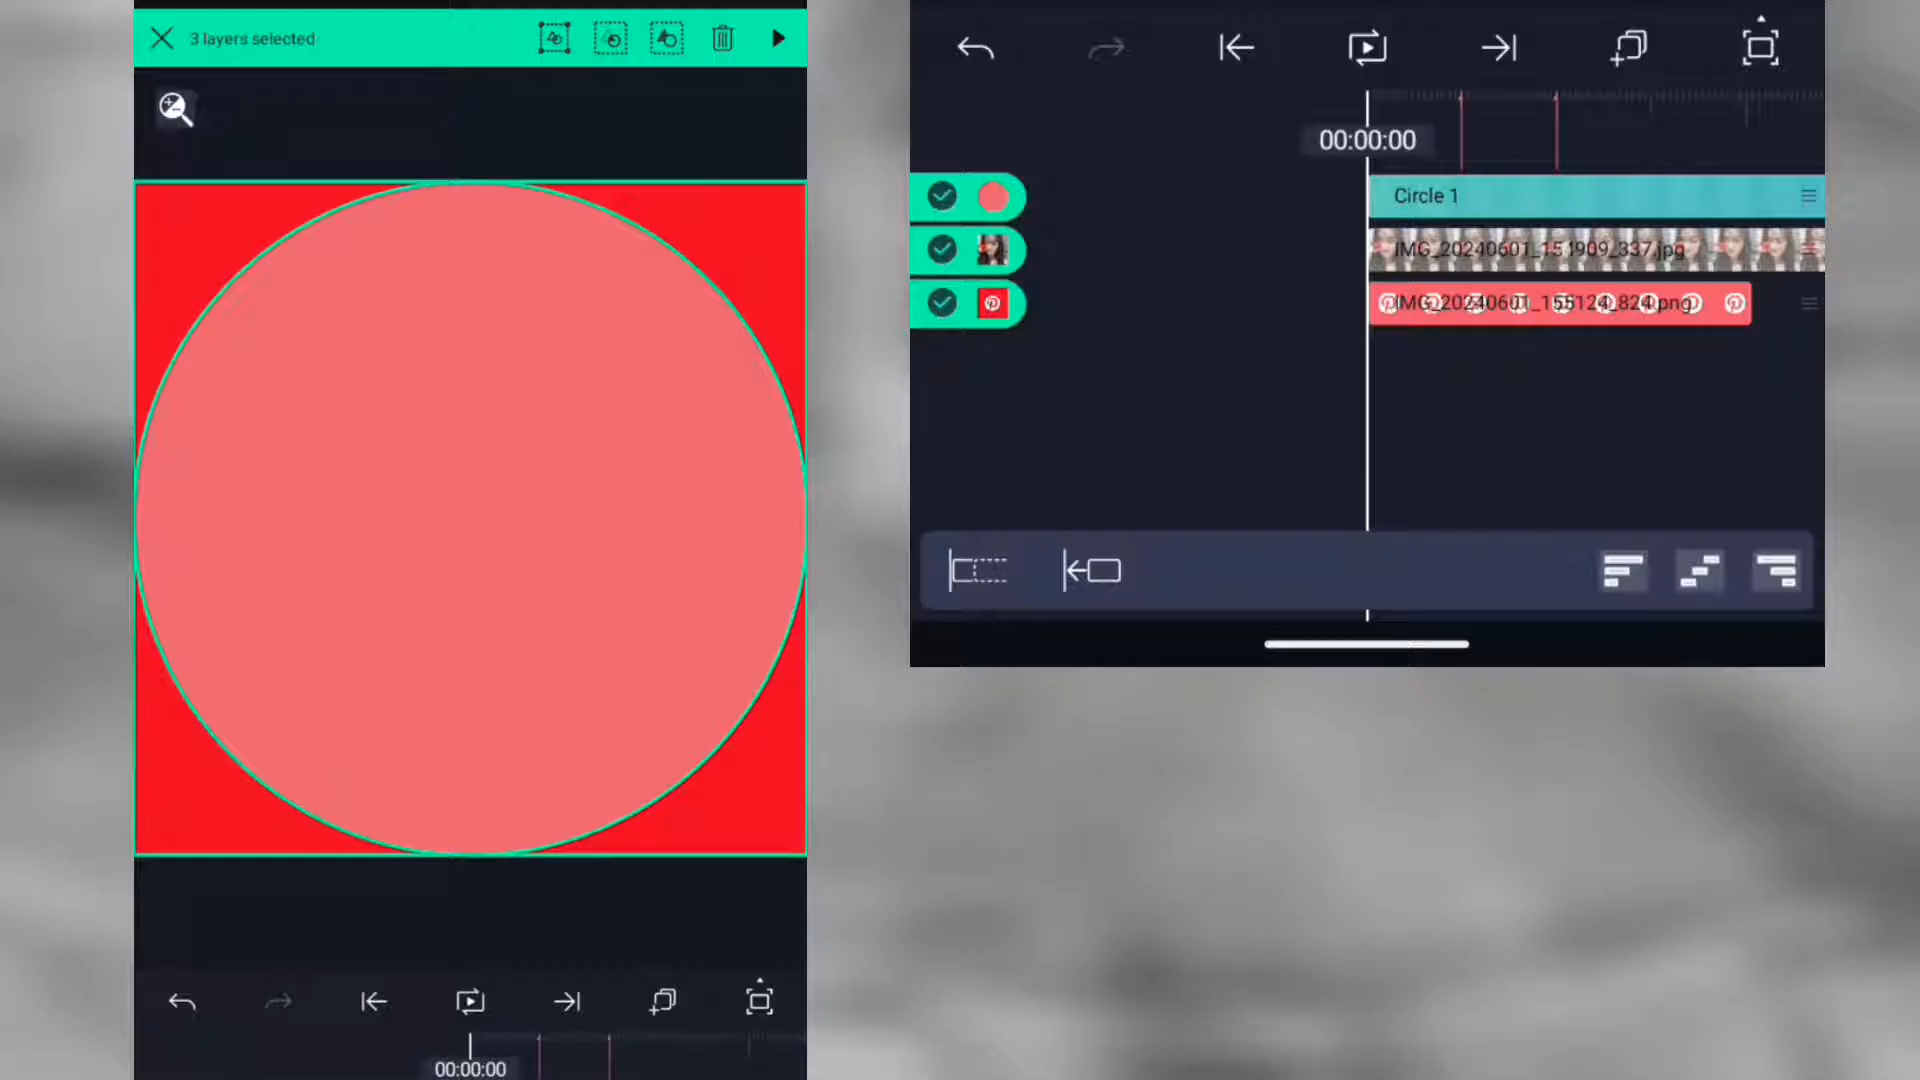 3 layers selected
00:00:00
00:00:00
Circle 1
IMG_20240601_151909_337.jpg
IMG_20240601_155124_824.png